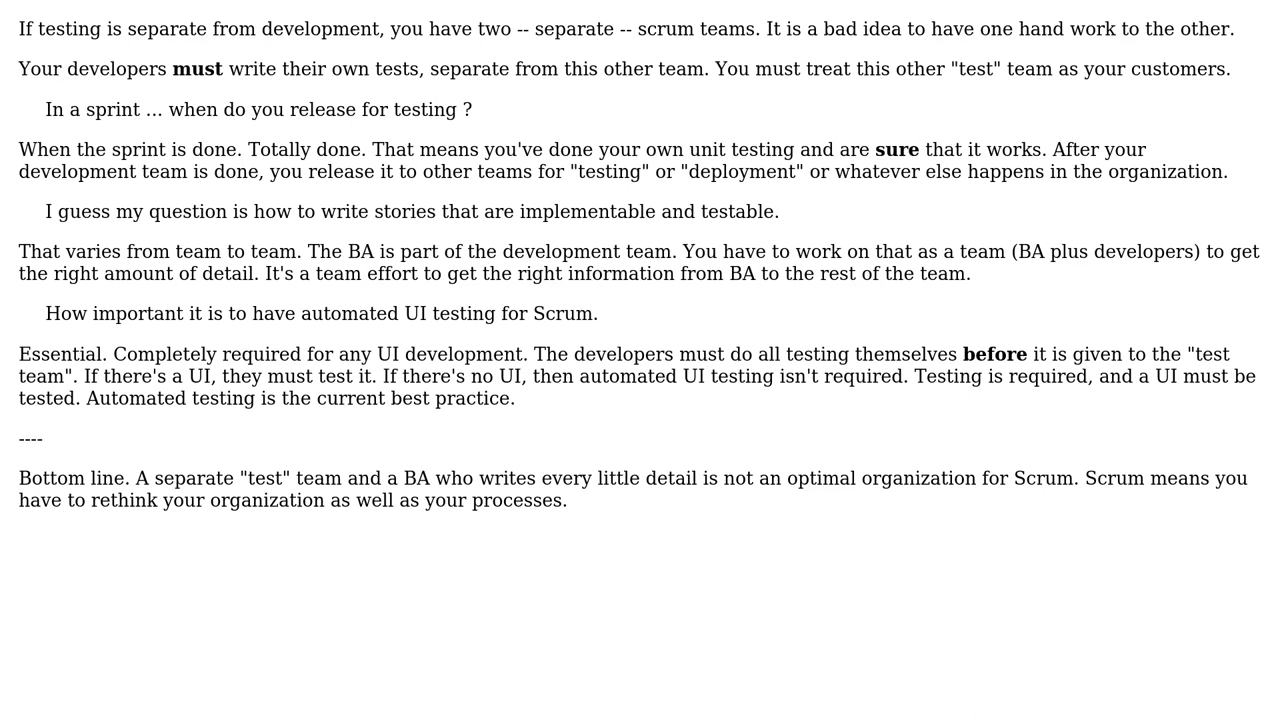 If testing is separate from development, you have two -- separate -- scrum teams. It is a bad idea to have one hand work to the other.
Your developers must write their own tests, separate from this other team. You must treat this other "test" team as your customers.
In a sprint ... when do you release for testing ?
When the sprint is done. Totally done. That means you've done your own unit testing and are sure that it works. After your
development team is done, you release it to other teams for "testing" or "deployment" or whatever else happens in the organization.
I guess my question is how to write stories that are implementable and testable.
That varies from team to team. The BA is part of the development team. You have to work on that as a team (BA plus developers) to get
the right amount of detail. It's a team effort to get the right information from BA to the rest of the team.
How important it is to have automated UI testing for Scrum.
Essential. Completely required for any UI development. The developers must do all testing themselves before it is given to the "test
team". If there's a UI, they must test it. If there's no UI, then automated UI testing isn't required. Testing is required, and a UI must be
tested. Automated testing is the current best practice.
----
Bottom line. A separate "test" team and a BA who writes every little detail is not an optimal organization for Scrum. Scrum means you
have to rethink your organization as well as your processes.